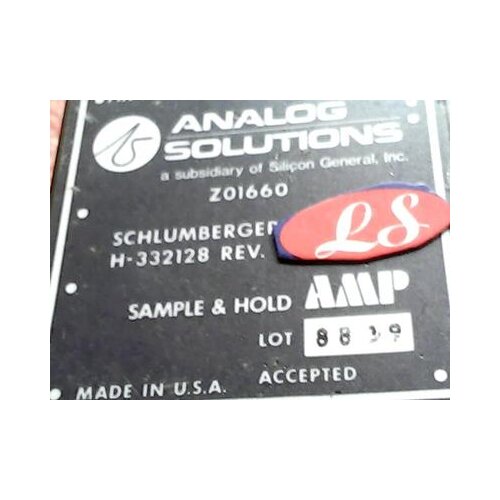 ANALOG
SOLUTIONS
a subsidiary of Silicon General, Inc.
Z01660
SCHLUMBERGER
H-332128 REV.
LS
SAMPLE & HOLD AMP
LOT 8839
ACCEPTED
MADE IN U.S.A.